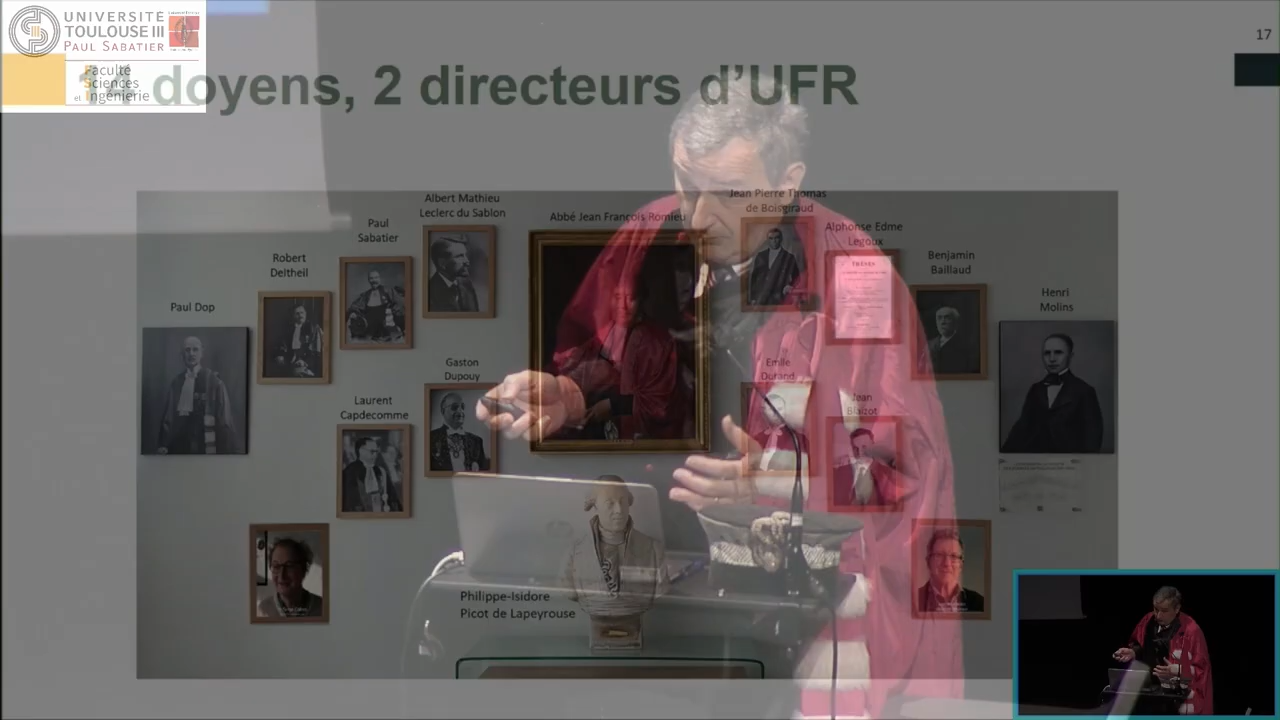 UNIVERSITÉ
TOULOUSE III
PAUL SABATIER
Faculté
Sciences
et Ingénierie
17
14 doyens, 2 directeurs d’UFR
Albert Mathieu
Leclerc du Sablon
Jean Pierre Thomas
de Boisgiraud
Paul
Sabatier
Abbé Jean François Romieu
Alphonse Edme
Legoux
Robert
Deltheil
Benjamin
Baillaud
Paul Dop
Henri
Molins
THESES
Gaston
Dupouy
Emile
Durand
Laurent
Capdecomme
Jean
Blaizot
Philippe-Isidore
Picot de Lapeyrouse